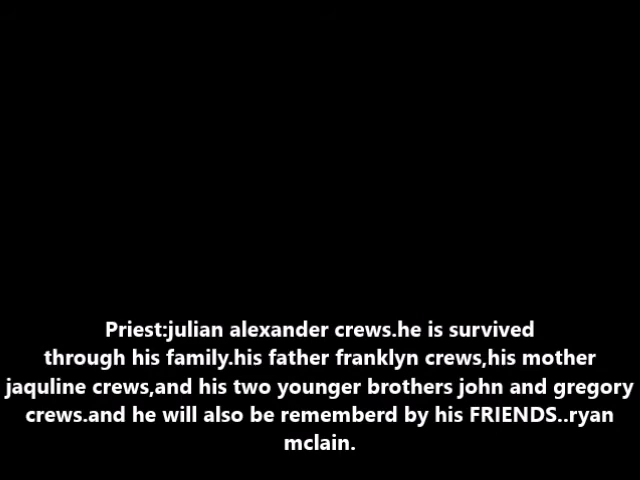 Priest:julian alexander crews.he is survived
through his family.his father franklyn crews,his mother
jaquline crews,and his two younger brothers john and gregory
crews.and he will also be rememberd by his FRIENDS..ryan
mclain.